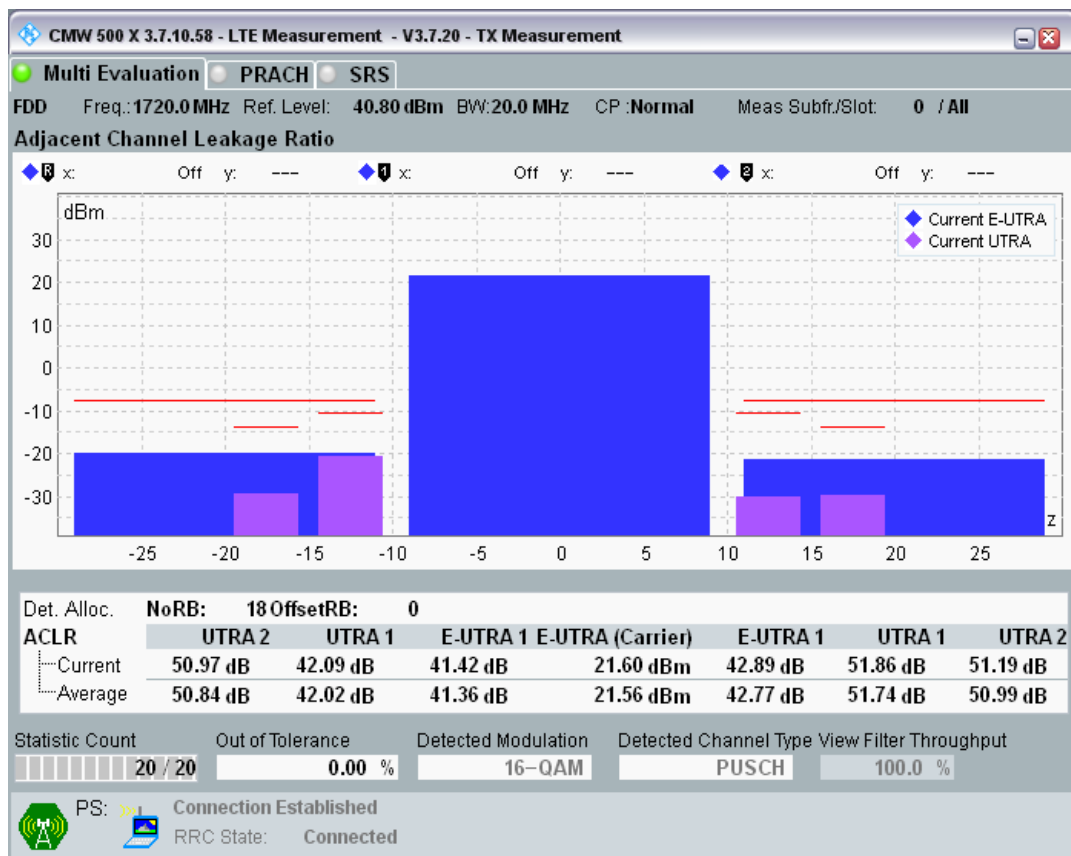 CMW 500 X 3.7.10.58 - LTE Measurement - V3.7.20 - TX Measurement
Multi Evaluation PRACH SRS
FDD Freq.:1720.0 MHz Ref. Level: 40.80 dBm BW:20.0 MHz CP :Normal Meas Subfr./Slot: 0 / All
Adjacent Channel Leakage Ratio
R x: Off y: --- 1 x: Off y: --- 2 x: Off y: ---
dBm
Current E-UTRA
Current UTRA
30
20
10
0
-10
-20
-30
z
-25 -20 -15 -10 -5 0 5 10 15 20 25
Det. Alloc. NoRB: 18 OffsetRB: 0
ACLR UTRA 2 UTRA 1 E-UTRA 1 E-UTRA (Carrier) E-UTRA 1 UTRA 1 UTRA 2
Current 50.97 dB 42.09 dB 41.42 dB 21.60 dBm 42.89 dB 51.86 dB 51.19 dB
Average 50.84 dB 42.02 dB 41.36 dB 21.56 dBm 42.77 dB 51.74 dB 50.99 dB
Statistic Count Out of Tolerance Detected Modulation Detected Channel Type View Filter Throughput
20 / 20 0.00 % 16-QAM PUSCH 100.0 %
PS: Connection Established
RRC State: Connected